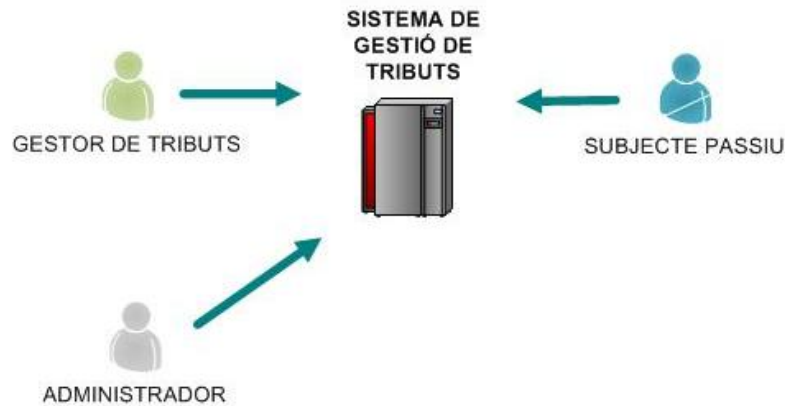 SISTEMA DE
GESTIÓ DE
TRIBUTS
GESTOR DE TRIBUTS
SUBJECTE PASSIU
ADMINISTRADOR